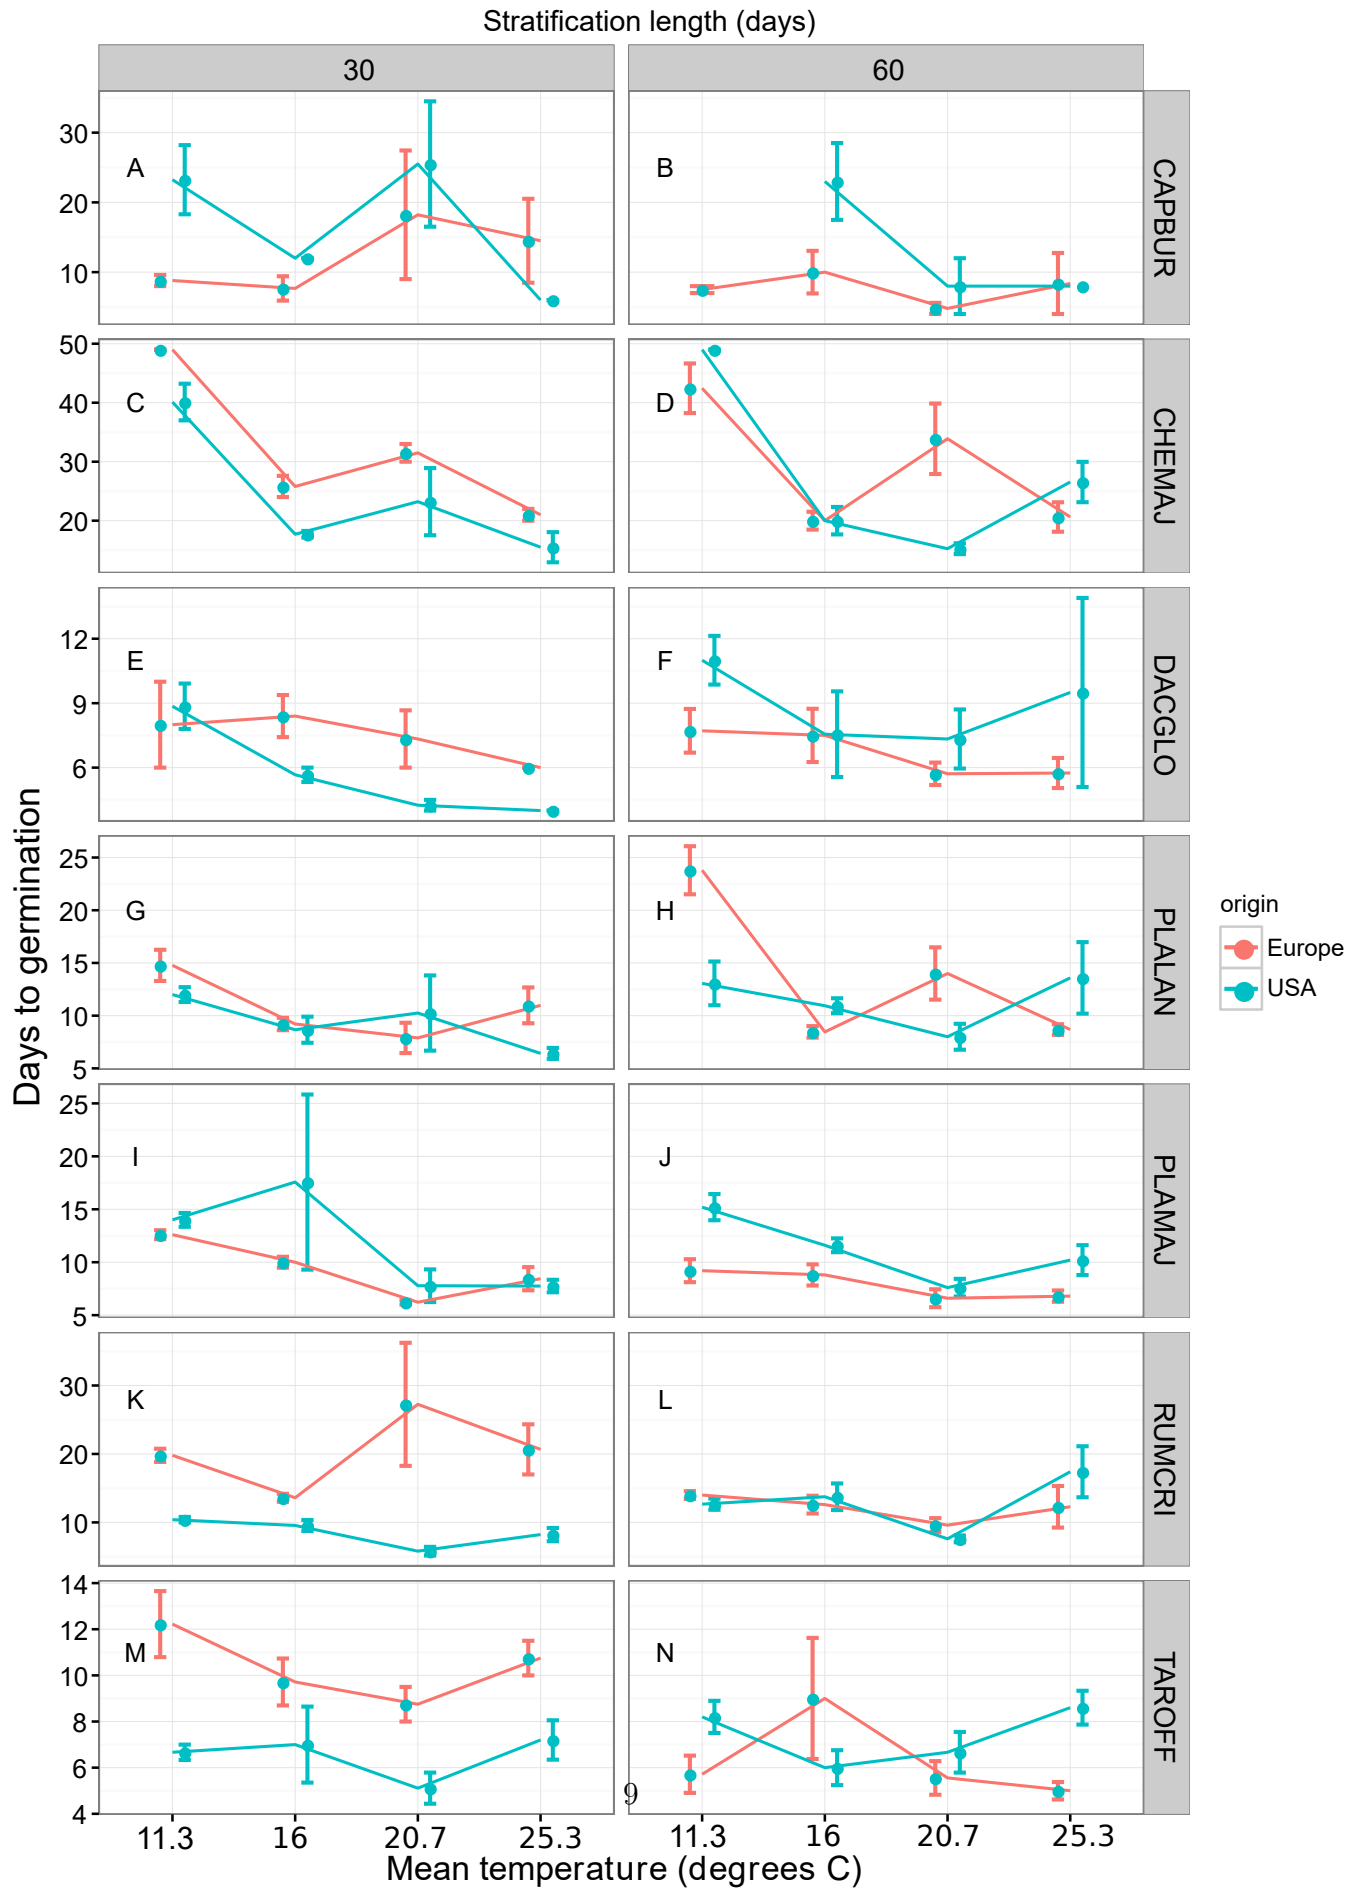 Stratification length (days)
30
60
A
B
30
20
10
CAPBUR
C
D
50
40
30
20
CHEMAJ
E
F
12
9
6
DACGLO
G
H
25
20
15
10
5
PLALAN
I
J
25
20
15
10
5
PLAMAJ
K
L
30
20
10
RUMCRI
M
N
14
12
10
8
6
4
TAROFF
Days to germination
origin
Europe
USA
9
11.3 16 20.7 25.3
11.3 16 20.7 25.3
Mean temperature (degrees C)